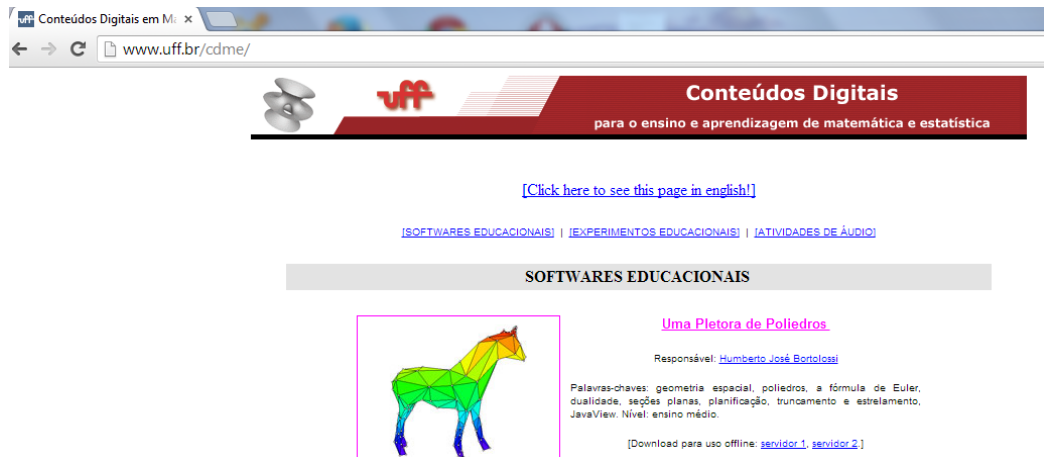 uff Conteúdos Digitais em Ma
www.uff.br/cdme/
uff
Conteúdos Digitais
para o ensino e aprendizagem de matemática e estatística
[Click here to see this page in english!]
[SOFTWARES EDUCACIONAIS] | [EXPERIMENTOS EDUCACIONAIS] | [ATIVIDADES DE ÁUDIO]
SOFTWARES EDUCACIONAIS
Uma Pletora de Poliedros
Responsável: Humberto José Bortolossi
Palavras-chaves: geometria espacial, poliedros, a fórmula de Euler,
dualidade, seções planas, planificação, truncamento e estrelamento,
JavaView. Nível: ensino médio.
[Download para uso offline: servidor 1, servidor 2.]